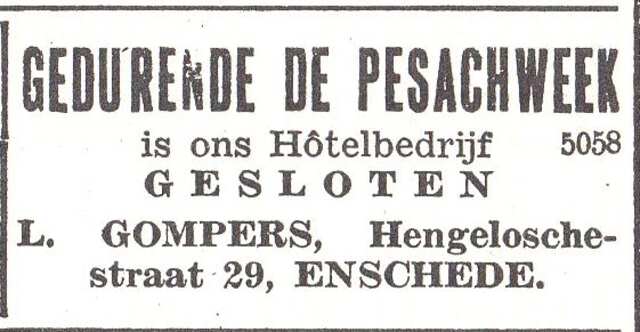 GEDURENDE DE PESACHWEEK
is ons Hôtelbedrijf 5058
GESLOTEN
L. GOMPERS, Hengelosche-
straat 29, ENSCHEDE.